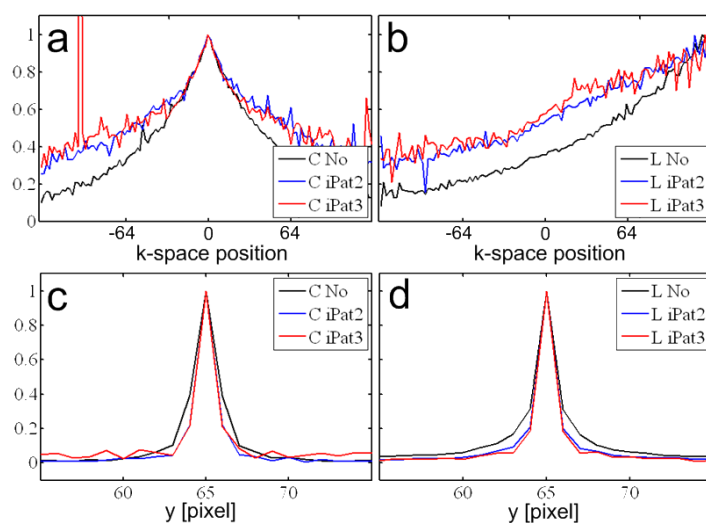 a
b
1
0.8
0.6
0.4
0.2
0
C No
C iPat2
C iPat3
L No
L iPat2
L iPat3
-64 0 64
-64 0 64
k-space position
k-space position
c
d
1
0.8
0.6
0.4
0.2
0
C No
C iPat2
C iPat3
L No
L iPat2
L iPat3
60 65 70
60 65 70
y [pixel]
y [pixel]